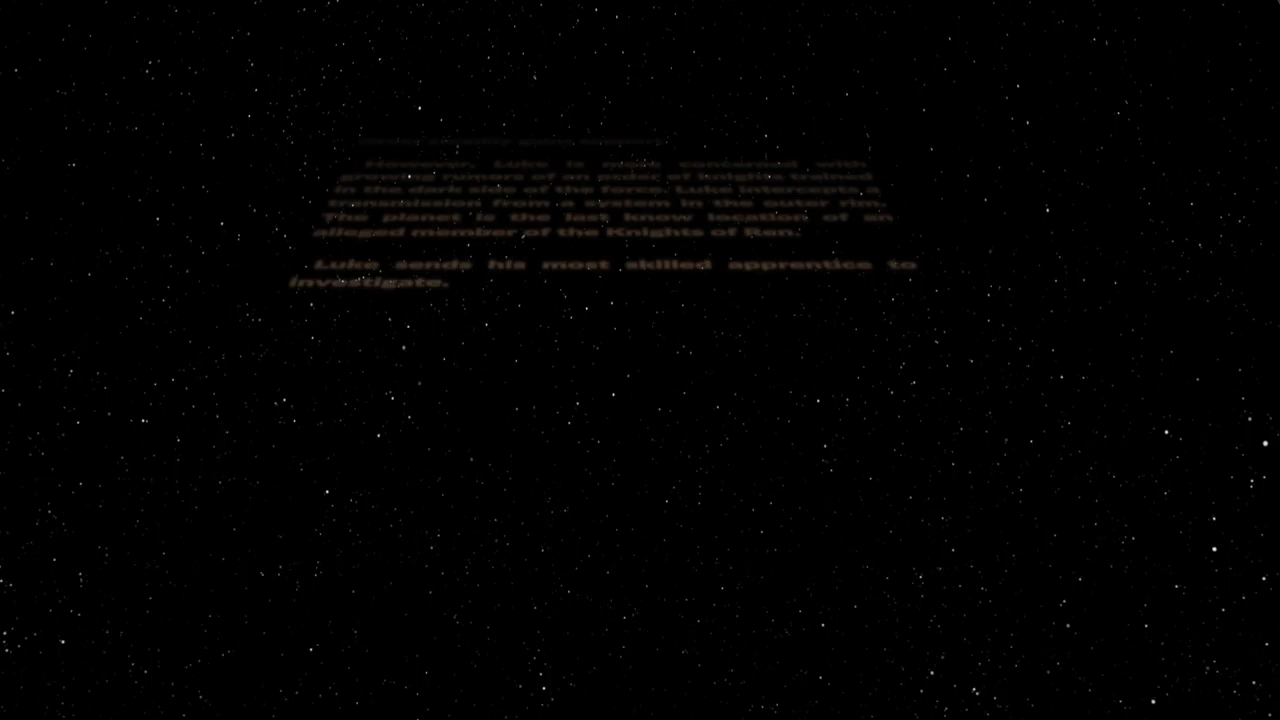 However, Luke is more concerned with
growing rumors of an order of knights trained
in the dark side of the force. Luke intercepts a
transmission from a system in the outer rim.
The planet is the last know location of an
alleged member of the Knights of Ren.
Luke sends his most skilled apprentice to
investigate.